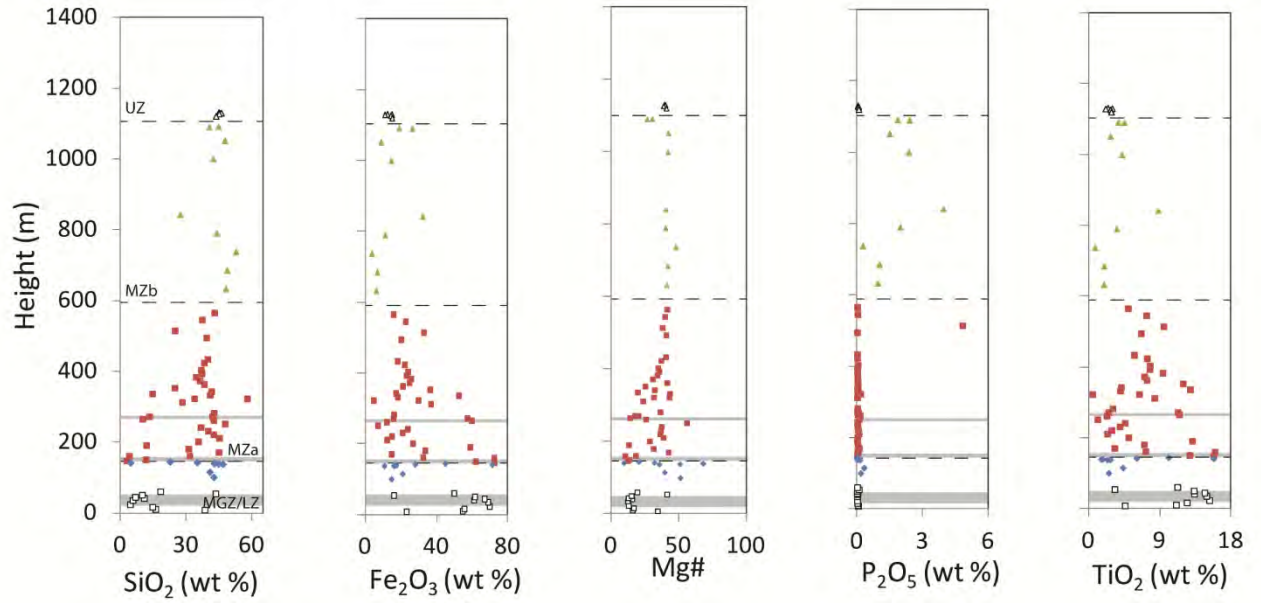 1400
1200
1000
800
600
400
200
0
Height (m)
UZ
MZb
MZa
MGZ/LZ
0 30 60
SiO₂ (wt %)
0 40 80
Fe₂O₃ (wt %)
0 50 100
Mg#
0 3 6
P₂O₅ (wt %)
0 9 18
TiO₂ (wt %)